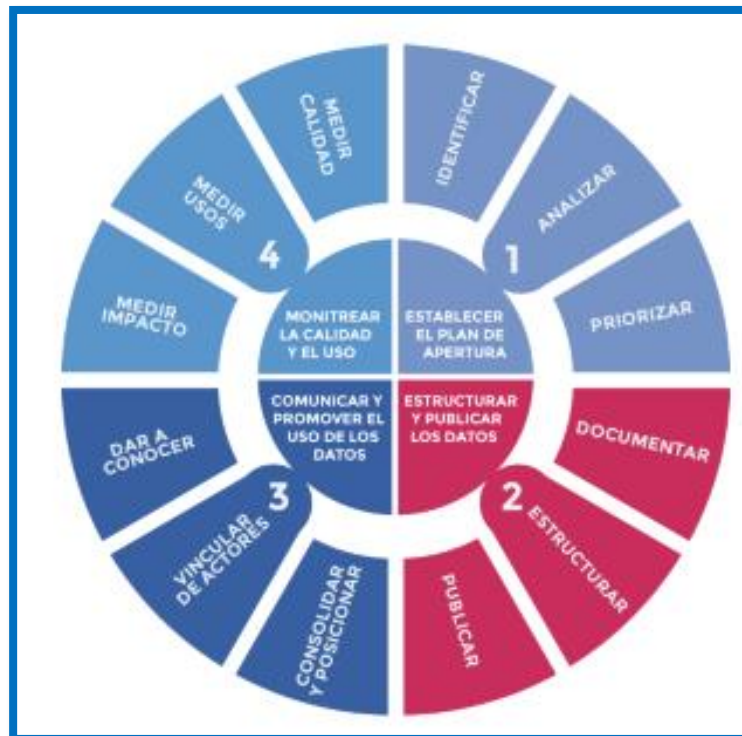 IDENTIFICAR
1
ANALIZAR
PRIORIZAR
ESTABLECER
EL PLAN DE
APERTURA
DOCUMENTAR
2
ESTRUCTURAR
PUBLICAR
ESTRUCTURAR
Y PUBLICAR
LOS DATOS
DAR A
CONOCER
3
VINCULAR
DE ACTORES
CONSOLIDAR
Y POSICIONAR
COMUNICAR Y
PROMOVER EL
USO DE LOS
DATOS
MEDIR
IMPACTO
4
MEDIR
USOS
MEDIR
CALIDAD
MONITREAR
LA CALIDAD
Y EL USO